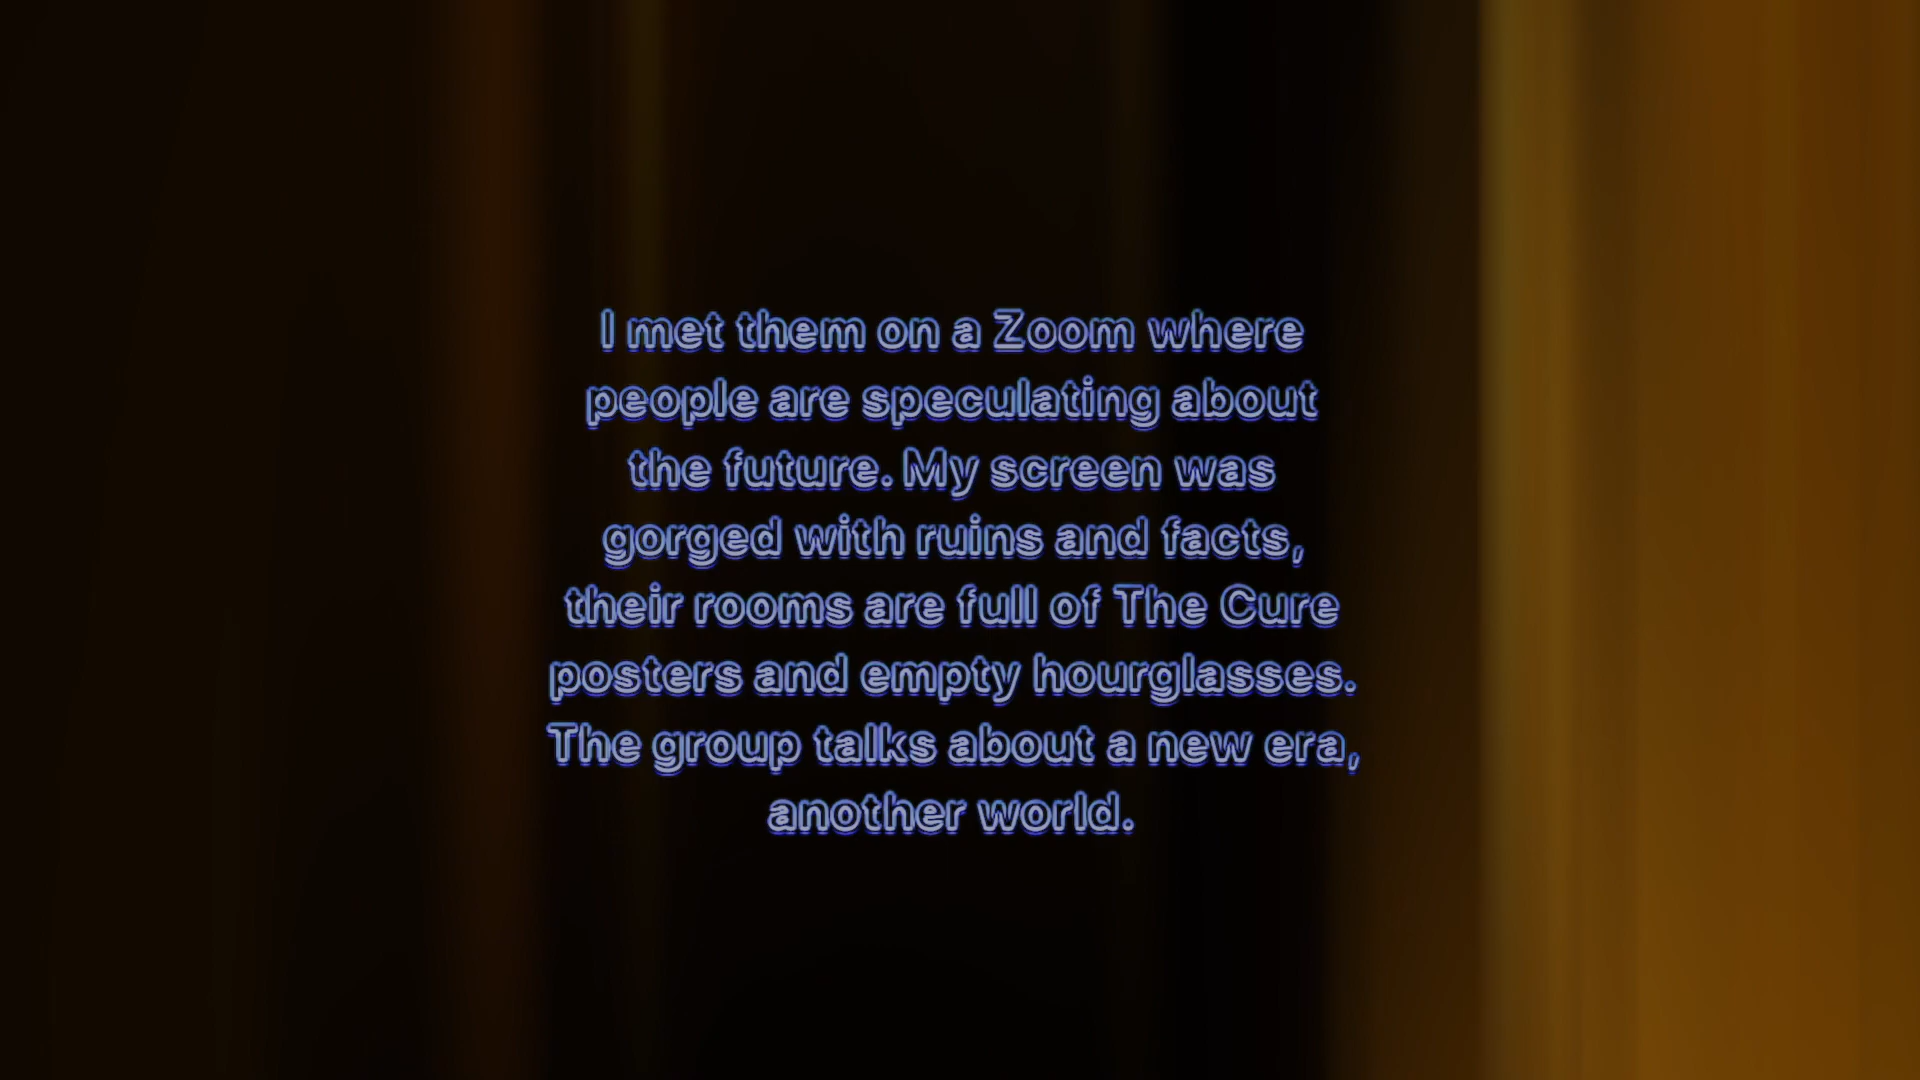 I met them on a Zoom where
people are speculating about
the future. My screen was
gorged with ruins and facts,
their rooms are full of The Cure
posters and empty hourglasses.
The group talks about a new era,
another world.